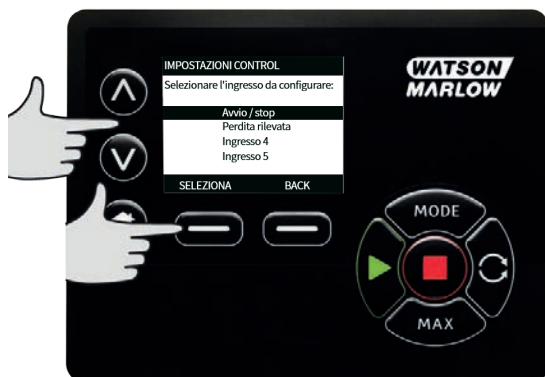 IMPOSTAZIONI CONTROL
Selezionare l'ingresso da configurare:
Avvio / stop
Perdita rilevata
Ingresso 4
Ingresso 5
SELEZIONA BACK
WATSON
MARLOW
MODE
MAX